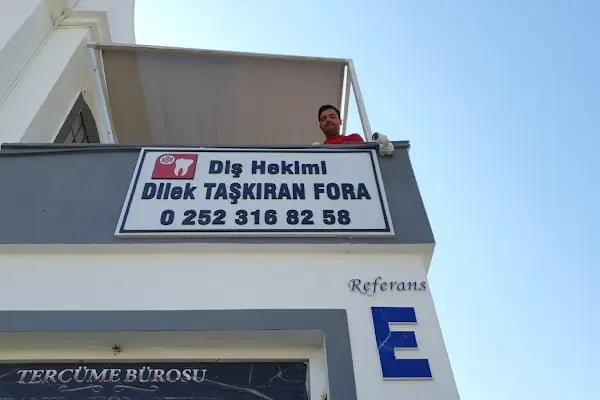 Diş Hekimi
Dilek TAŞKIRAN FORA
0 252 316 82 58
Referans
E
TERCÜME BÜROSU